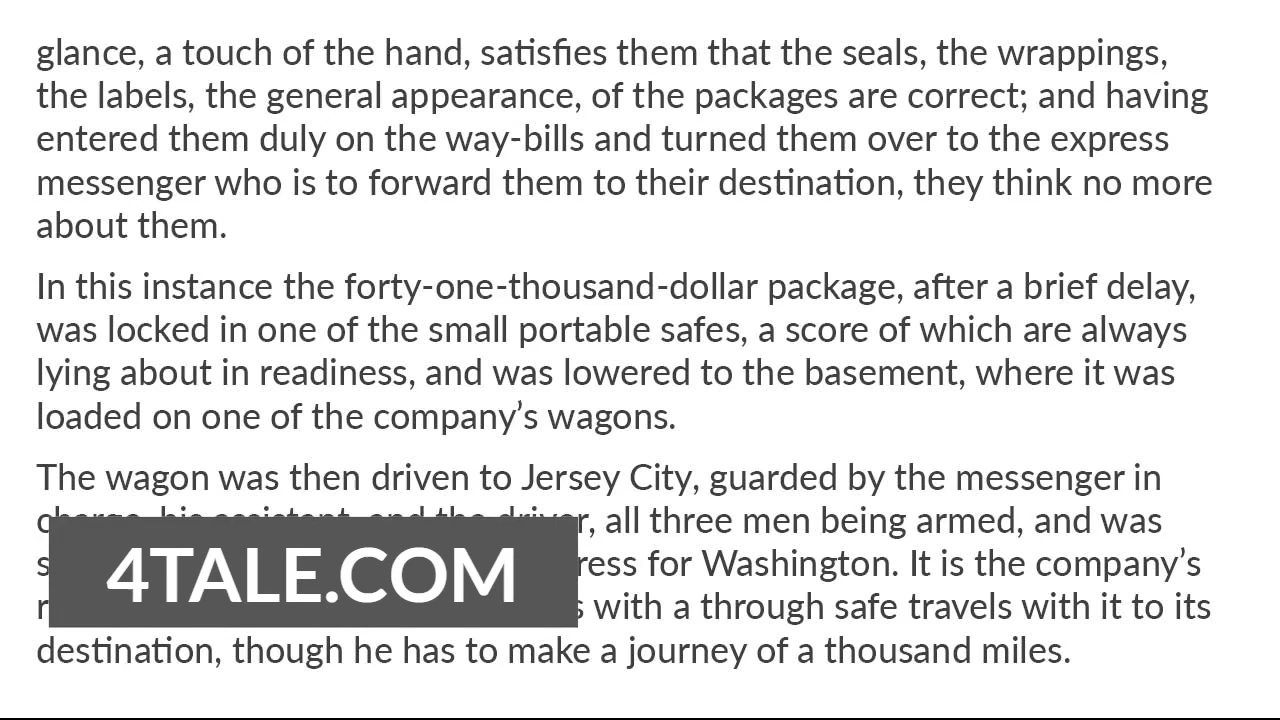 glance, a touch of the hand, satisfies them that the seals, the wrappings,
the labels, the general appearance, of the packages are correct; and having
entered them duly on the way-bills and turned them over to the express
messenger who is to forward them to their destination, they think no more
about them.
In this instance the forty-one-thousand-dollar package, after a brief delay,
was locked in one of the small portable safes, a score of which are always
lying about in readiness, and was lowered to the basement, where it was
loaded on one of the company’s wagons.
The wagon was then driven to Jersey City, guarded by the messenger in
charge, his assistant, and the driver, all three men being armed, and was
for Washington. It is the company’s
with a through safe travels with it to its
destination, though he has to make a journey of a thousand miles.
4TALE.COM